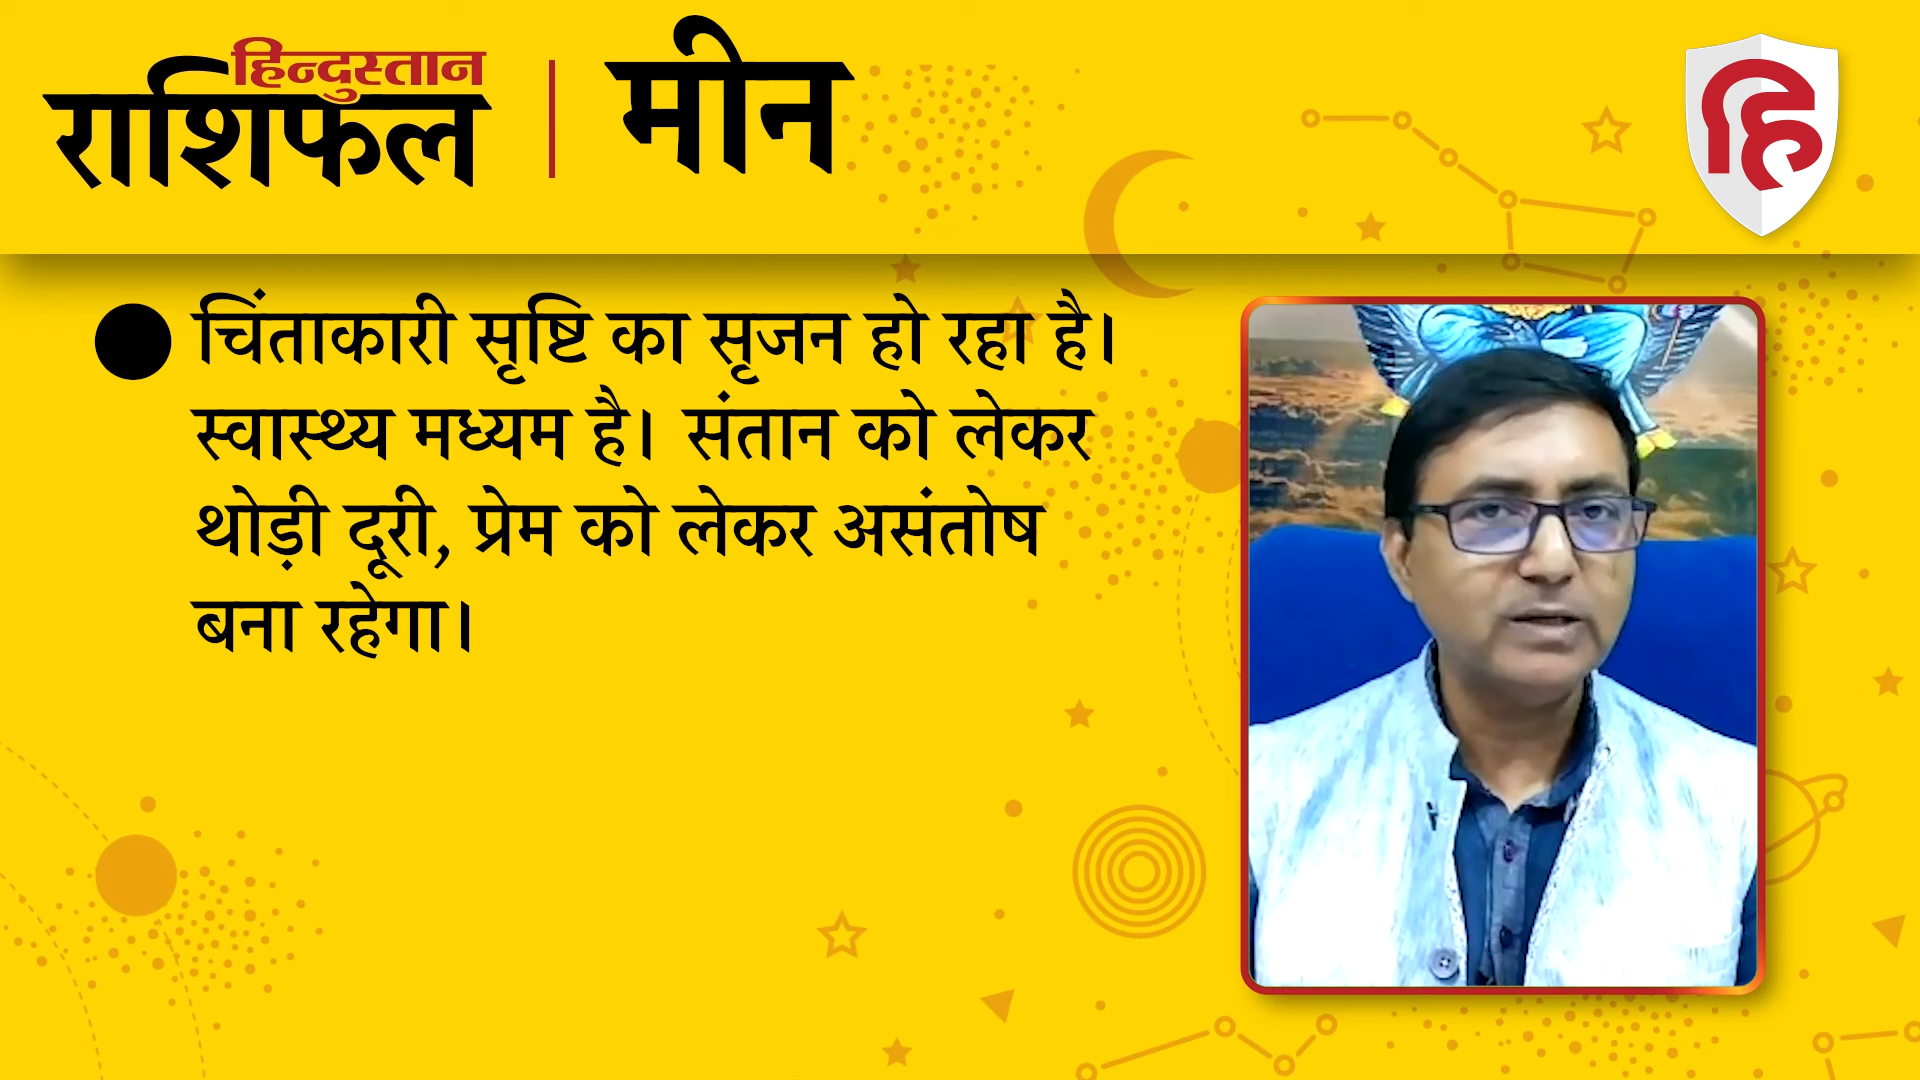 हिन्दुस्तान
राशिफल
मीन
हि
चिंताकारी सृष्टि का सृजन हो रहा है।
स्वास्थ्य मध्यम है। संतान को लेकर
थोड़ी दूरी, प्रेम को लेकर असंतोष
बना रहेगा।